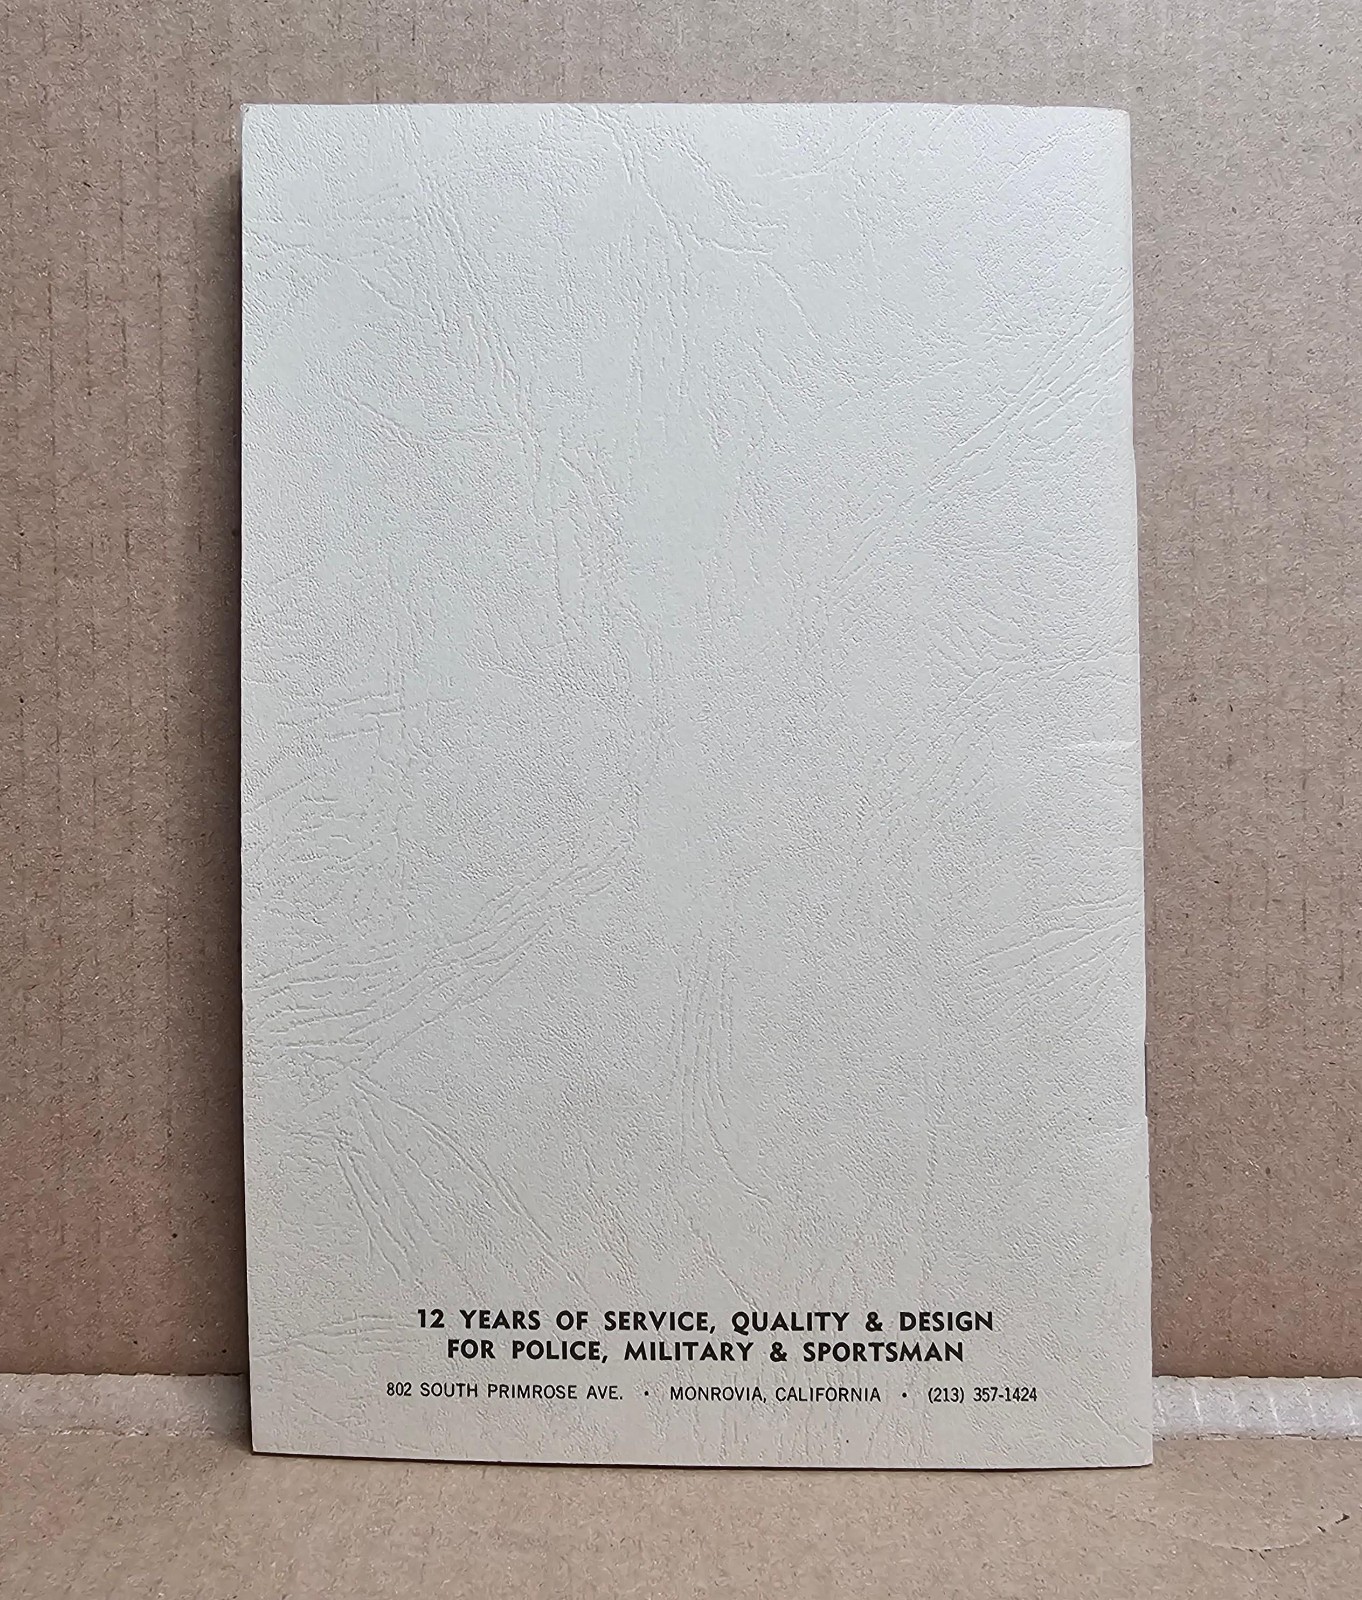 12 YEARS OF SERVICE, QUALITY & DESIGN
FOR POLICE, MILITARY & SPORTSMAN
802 SOUTH PRIMROSE AVE. • MONROVIA, CALIFORNIA • (213) 357-1424